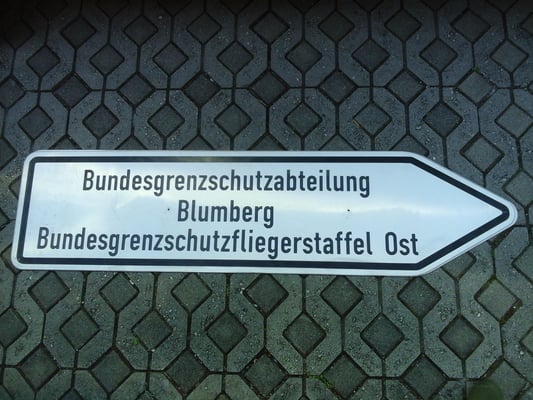 Bundesgrenzschutzabteilung
Blumberg
Bundesgrenzschutzfliegerstaffel Ost